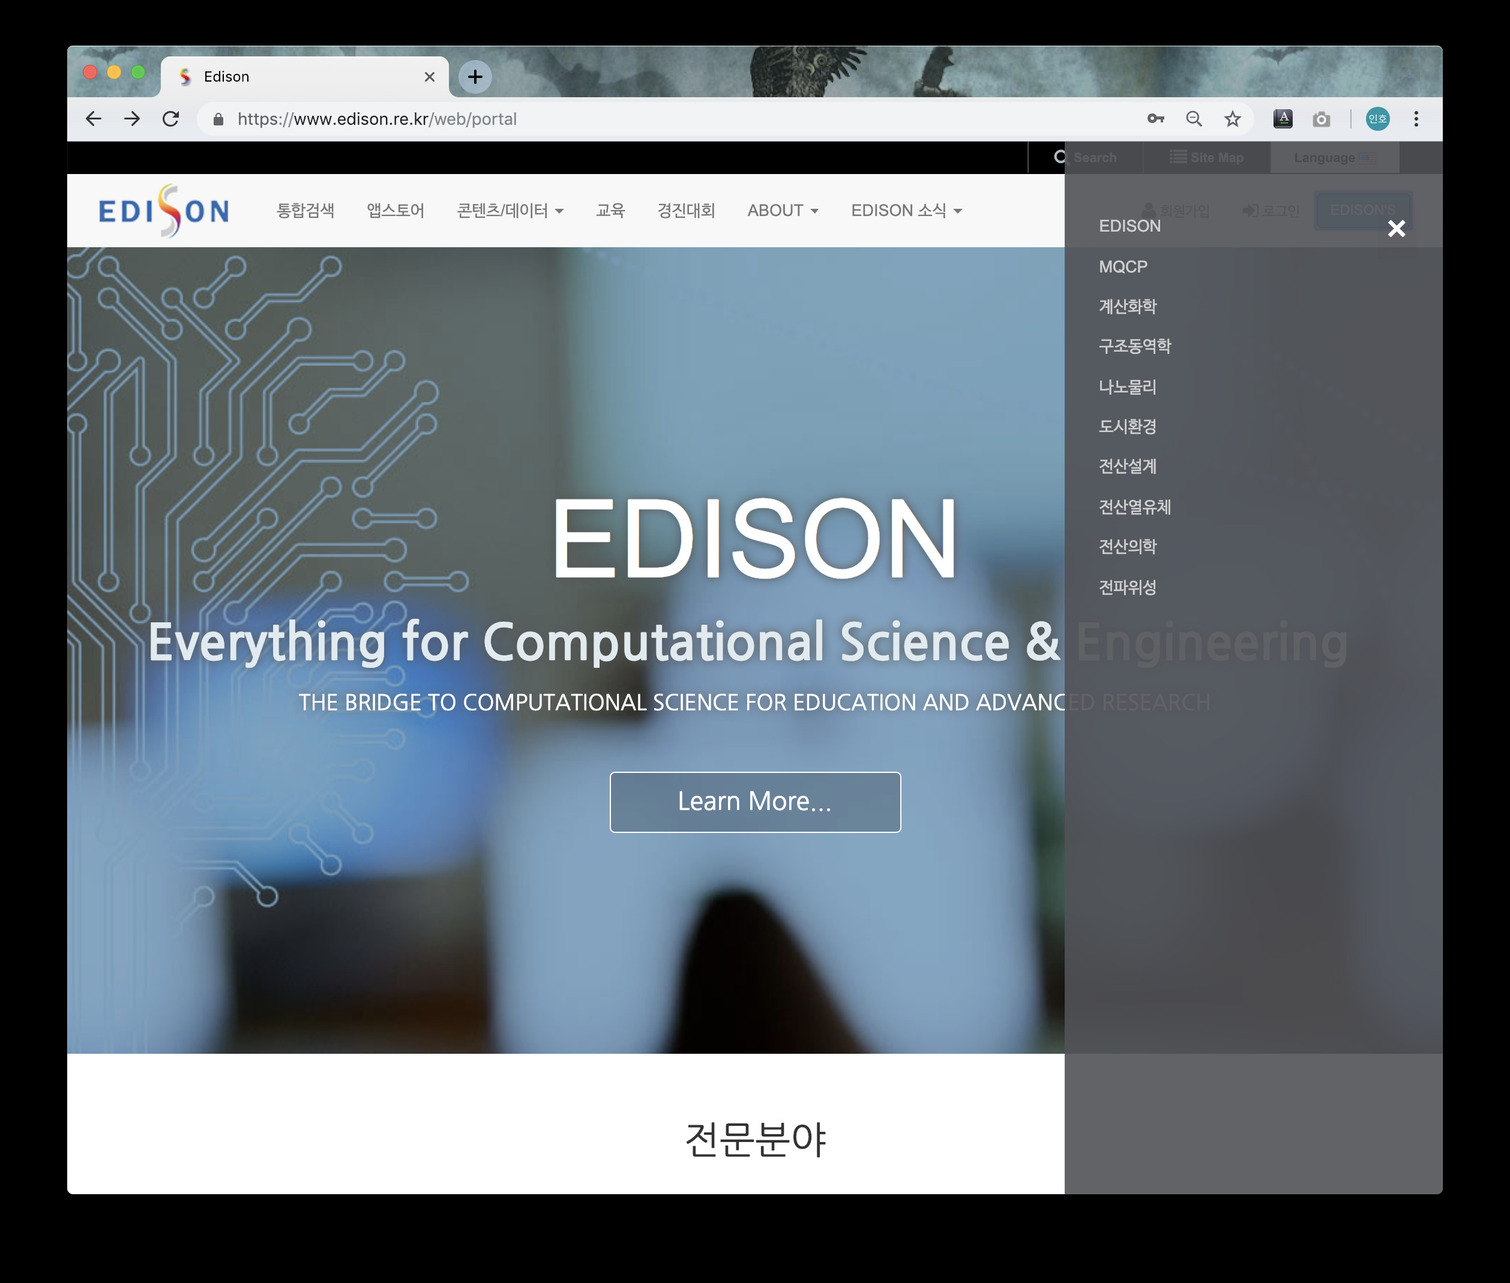 Edison
https://www.edison.re.kr/web/portal
인호
Search
Site Map
Language
EDISON
통합검색
앱스토어
콘텐츠/데이터
교육
경진대회
ABOUT
EDISON 소식
회원가입
로그인
EDISON'S
EDISON
MQCP
계산화학
구조동역학
나노물리
도시환경
전산설계
전산열유체
전산의학
전파위성
EDISON
Everything for Computational Science & Engineering
THE BRIDGE TO COMPUTATIONAL SCIENCE FOR EDUCATION AND ADVANCED RESEARCH
Learn More...
전문분야